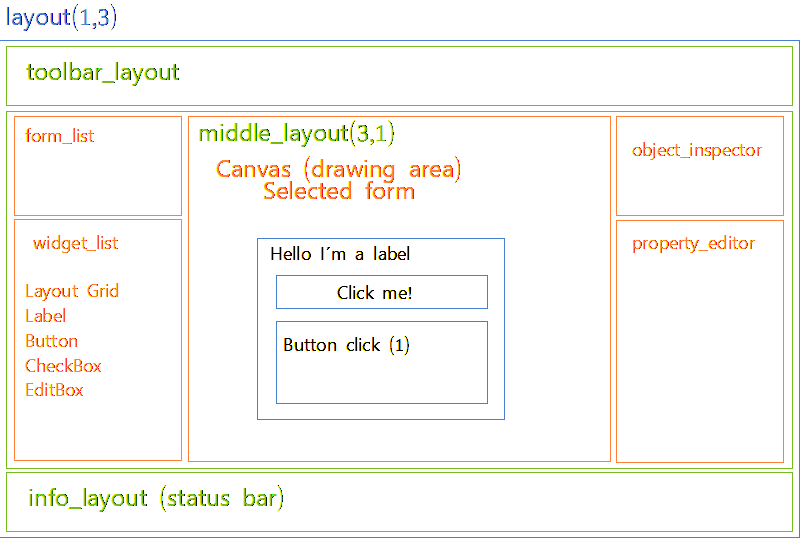 layout(1,3)
toolbar_layout
form_list
widget_list
Layout Grid
Label
Button
CheckBox
EditBox
middle_layout(3,1)
Canvas (drawing area)
Selected form
Hello I´m a label
Click me!
Button click (1)
object_inspector
property_editor
info_layout (status bar)